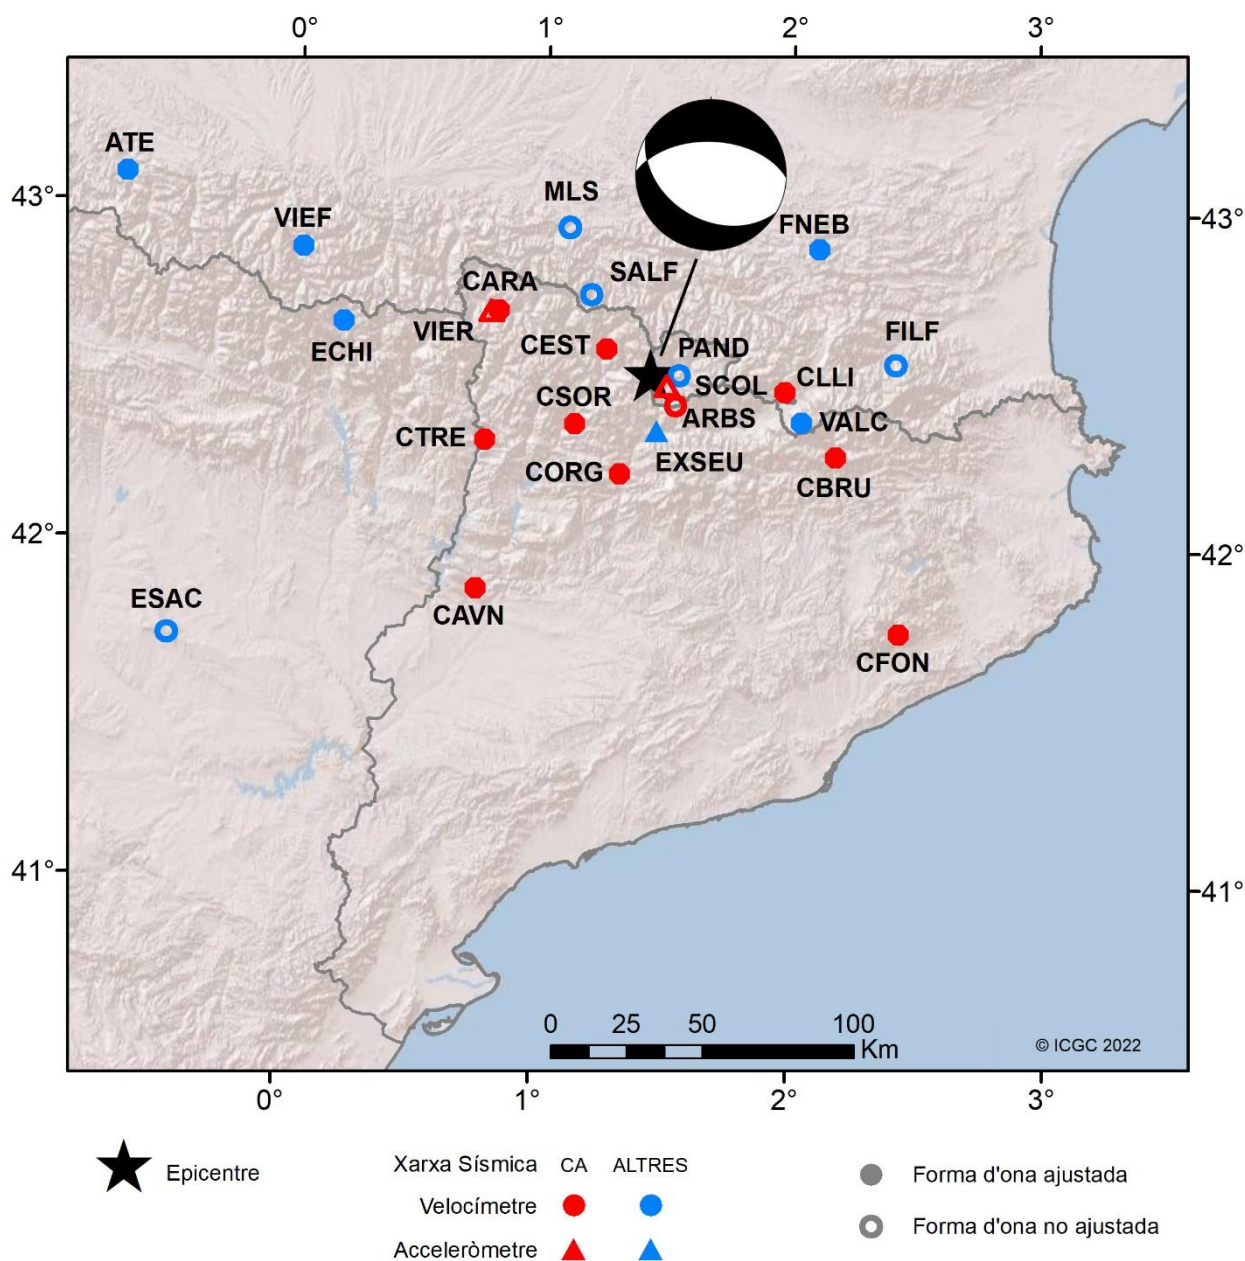 0° 1° 2° 3°
ATE
MLS
43°
VIEF
FNEB
43°
SALF
CARA
VIER
PAND
ECHI
CEST
FILF
SCOL
CLLI
CSOR
ARBS
VALC
CTRE
EXSEU
CORG
CBRU
42°
42°
ESAC
CAVN
CFON
41°
41°
0 25 50 100
Km
© ICGC 2022
0° 1° 2° 3°
Epicentre
Xarxa Sísmica CA ALTRES
Velocímetre
Acceleròmetre
Forma d'ona ajustada
Forma d'ona no ajustada